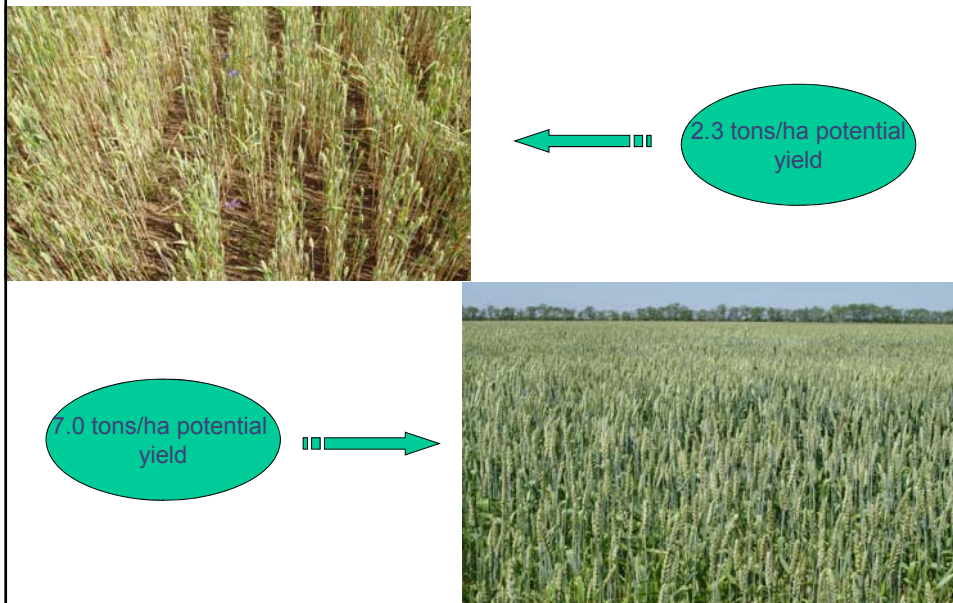 2.3 tons/ha potential
yield
7.0 tons/ha potential
yield